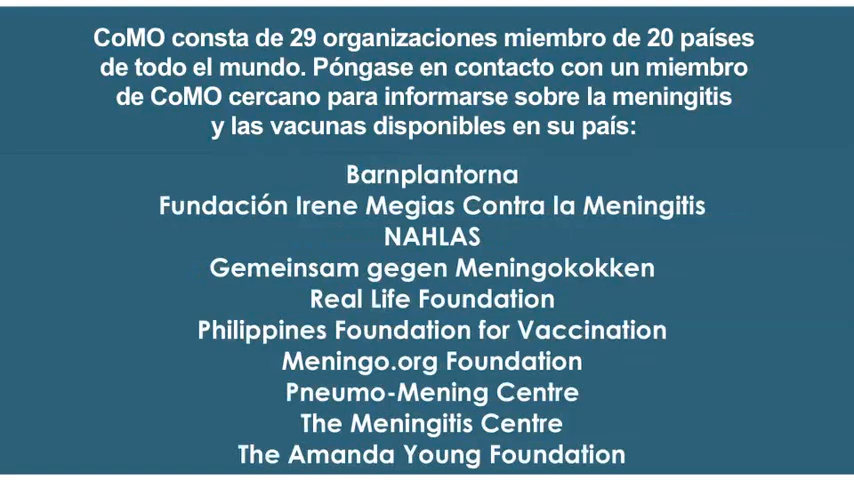 CoMO consta de 29 organizaciones miembro de 20 países
de todo el mundo. Póngase en contacto con un miembro
de CoMO cercano para informarse sobre la meningitis
y las vacunas disponibles en su país:
Barnplantorna
Fundación Irene Megias Contra la Meningitis
NAHLAS
Gemeinsam gegen Meningokokken
Real Life Foundation
Philippines Foundation for Vaccination
Meningo.org Foundation
Pneumo-Mening Centre
The Meningitis Centre
The Amanda Young Foundation